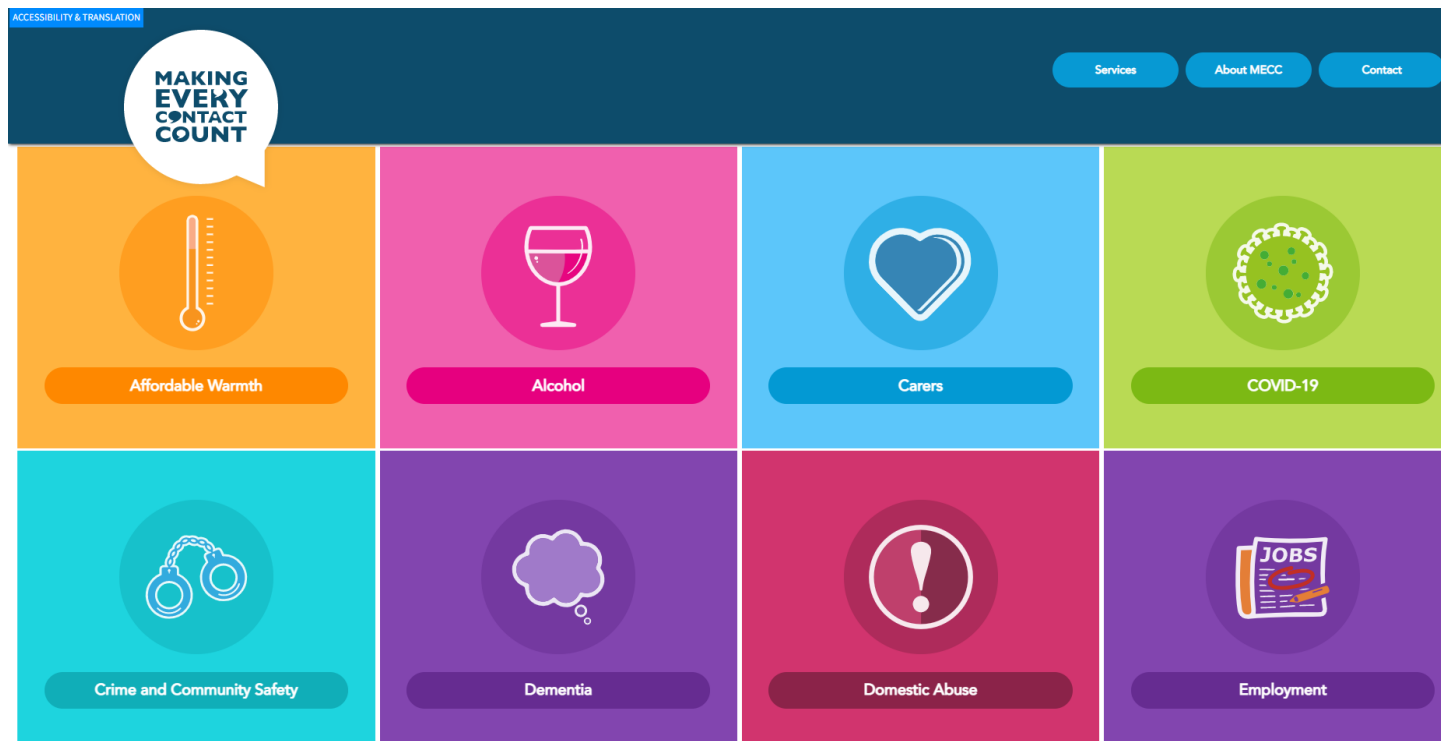 ACCESSIBILITY & TRANSLATION
MAKING
EVERY
CONTACT
COUNT
Services
About MECC
Contact
Affordable Warmth
Alcohol
Carers
COVID-19
JOBS
Crime and Community Safety
Dementia
Domestic Abuse
Employment